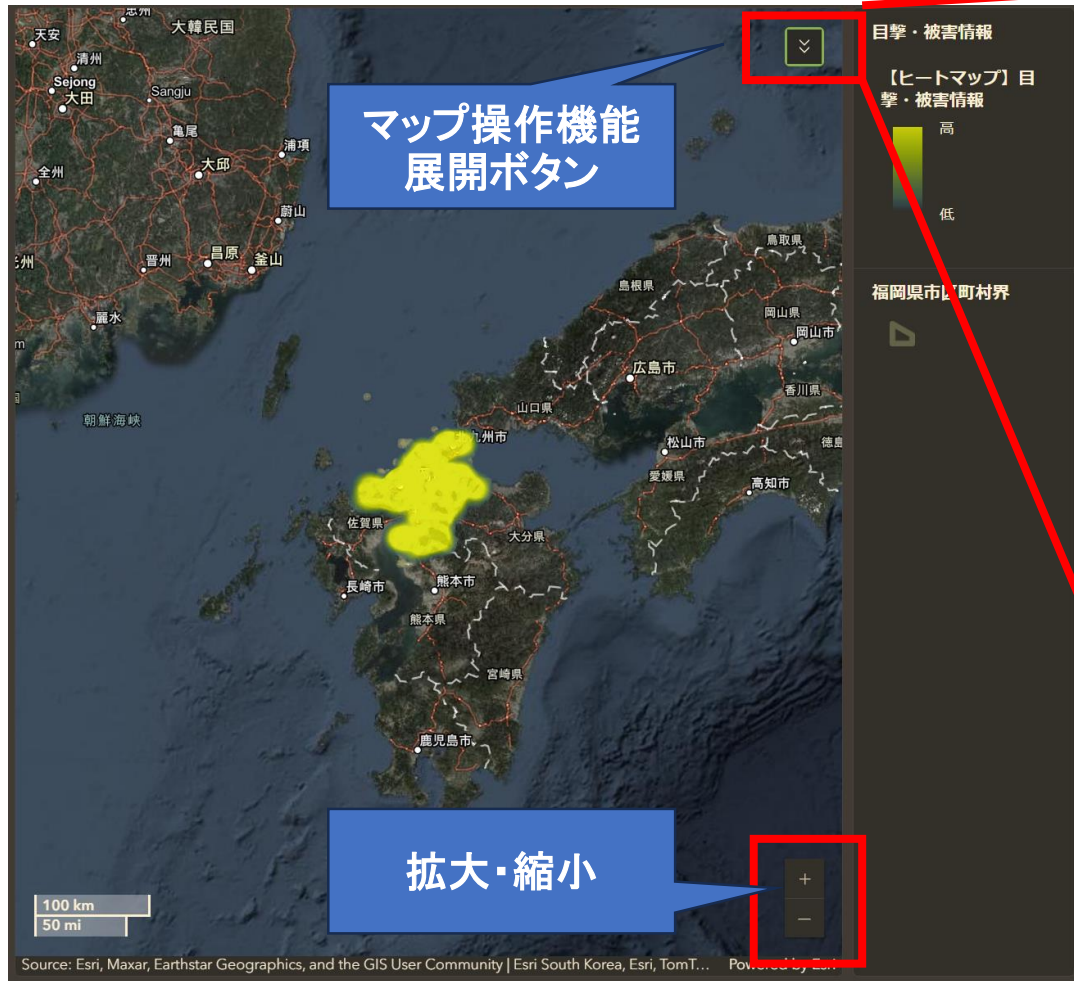 忠州
大韓民国
天安
清州
Sejong
大田
Sangju
亀尾
浦項
大邱
全州
蔚山
昌原
釜山
晋州
州
麗水
m
朝鮮海峡
マップ操作機能
展開ボタン
鳥取県
島根県
岡山県
岡山市
広島市
香川県
山口県
九州市
松山市
徳島
愛媛県
高知市
佐賀県
大分県
長崎市
熊本市
熊本県
宮崎県
鹿児島市
拡大・縮小
+
−
100 km
50 mi
Source: Esri, Maxar, Earthstar Geographics, and the GIS User Community | Esri South Korea, Esri, TomT... Powered by Esri
目撃・被害情報
【ヒートマップ】目
撃・被害情報
高
低
福岡県市区町村界